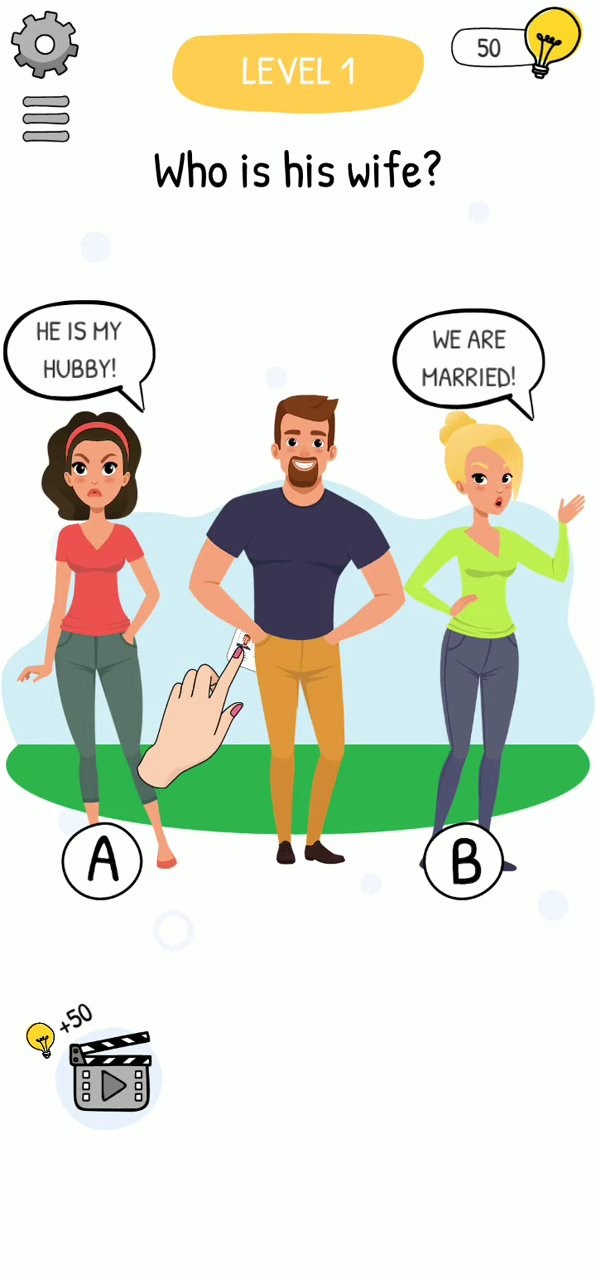 50
LEVEL 1
Who is his wife?
HE IS MY
HUBBY!
WE ARE
MARRIED!
A
B
+50